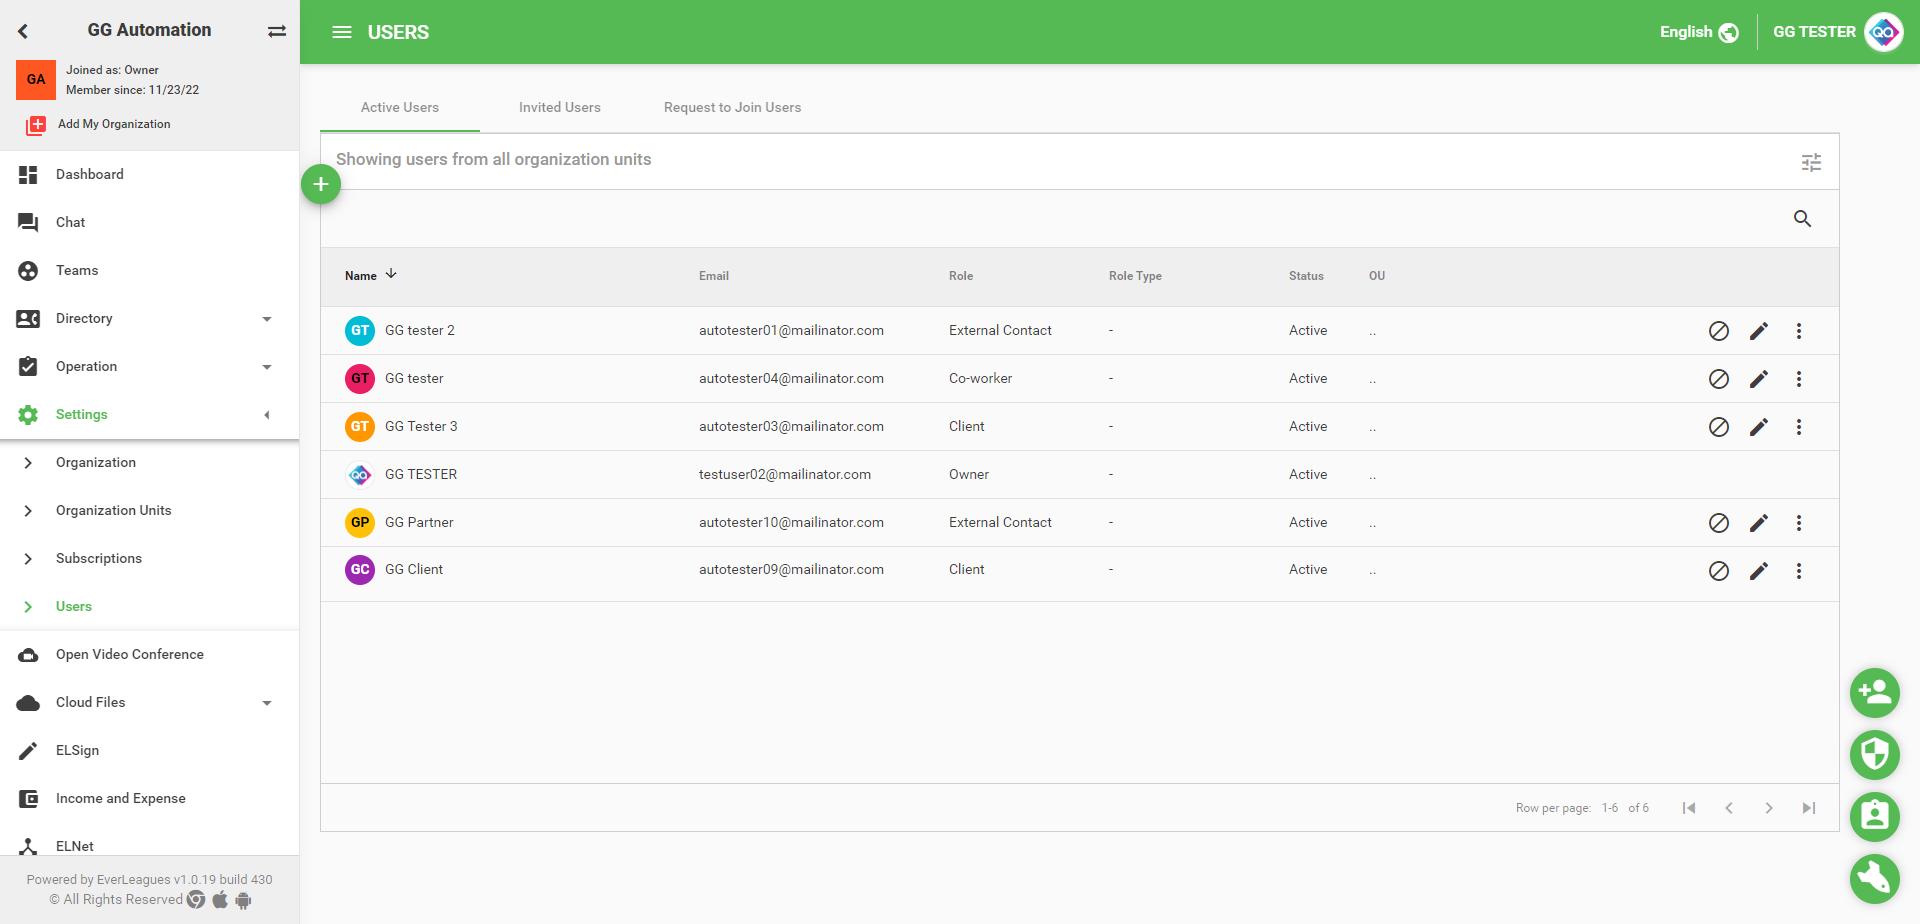 GG Automation
GA
Joined as: Owner
Member since: 11/23/22
Add My Organization
Dashboard
Chat
Teams
Directory
Operation
Settings
Organization
Organization Units
Subscriptions
Users
Open Video Conference
Cloud Files
ELSign
Income and Expense
ELNet
Powered by EverLeagues v1.0.19 build 430
© All Rights Reserved
USERS
English
GG TESTER
QA
Active Users Invited Users Request to Join Users
Showing users from all organization units
+
Name Email Role Role Type Status OU
GT GG tester 2 autotester01@mailinator.com External Contact - Active ..
GT GG tester autotester04@mailinator.com Co-worker - Active ..
GT GG Tester 3 autotester03@mailinator.com Client - Active ..
QA GG TESTER testuser02@mailinator.com Owner - Active ..
GP GG Partner autotester10@mailinator.com External Contact - Active ..
GC GG Client autotester09@mailinator.com Client - Active ..
Row per page: 1-6 of 6